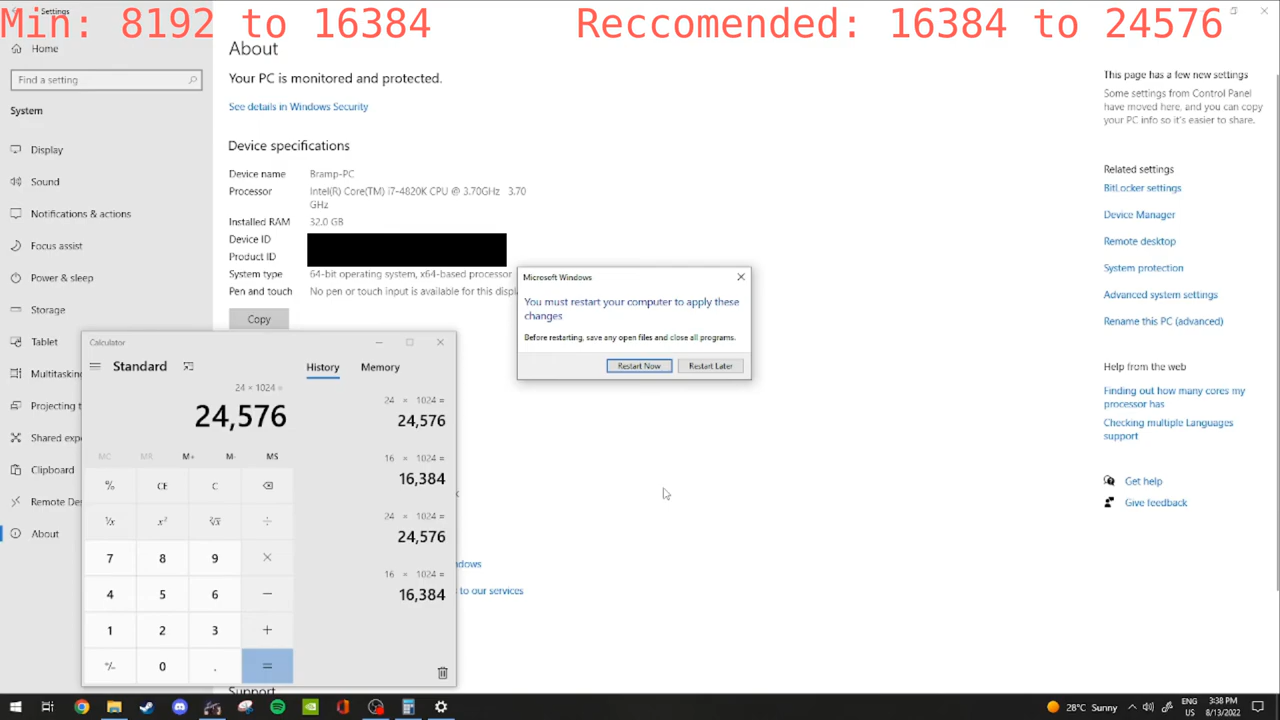 Settings
Min: 8192 to 16384
Reccomended: 16384 to 24576
Home
Find a setting
System
Display
Sound
Notifications & actions
Focus assist
Power & sleep
Storage
Tablet
Multitaskin
Projecting t
Shared exp
Clipboard
Remote Des
About
About
Your PC is monitored and protected.
See details in Windows Security
Device specifications
Device name Bramp-PC
Processor Intel(R) Core(TM) i7-4820K CPU @ 3.70GHz 3.70
GHz
Installed RAM 32.0 GB
Device ID
Product ID
System type 64-bit operating system, x64-based processor
Pen and touch No pen or touch input is available for this displa
Copy
ndows
to our services
Support
Calculator
Standard
24 × 1024 =
24,576
MC MR M+ M- MS
% CE C
¹/x x² ²√x ÷
7 8 9 ×
4 5 6 −
1 2 3 +
+/- 0 . =
History Memory
24 × 1024 =
24,576
16 × 1024 =
16,384
24 × 1024 =
24,576
16 × 1024 =
16,384
Microsoft Windows
You must restart your computer to apply these
changes
Before restarting, save any open files and close all programs.
Restart Now Restart Later
This page has a few new settings
Some settings from Control Panel
have moved here, and you can copy
your PC info so it's easier to share.
Related settings
BitLocker settings
Device Manager
Remote desktop
System protection
Advanced system settings
Rename this PC (advanced)
Help from the web
Finding out how many cores my
processor has
Checking multiple Languages
support
Get help
Give feedback
28°C Sunny
ENG
US
3:38 PM
8/13/2022